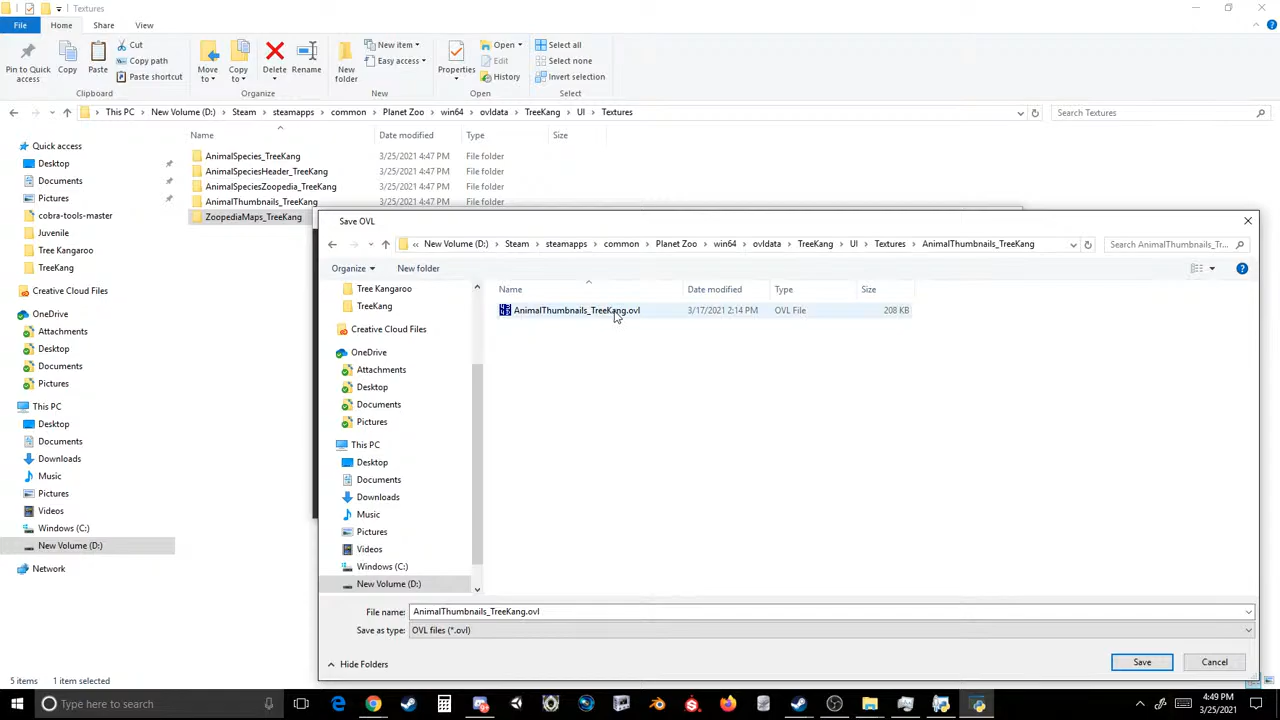 Textures
File
Home
Share
View
Pin to Quick access
Copy
Paste
Cut
Copy path
Paste shortcut
Clipboard
Move to
Copy to
Delete
Rename
Organize
New folder
New item
Easy access
New
Properties
Open
Edit
History
Open
Select all
Select none
Invert selection
Select
This PC
New Volume (D:)
Steam
steamapps
common
Planet Zoo
win64
ovldata
TreeKang
UI
Textures
Search Textures
Quick access
Desktop
Documents
Pictures
cobra-tools-master
Juvenile
Tree Kangaroo
TreeKang
Creative Cloud Files
OneDrive
Attachments
Desktop
Documents
Pictures
This PC
Desktop
Documents
Downloads
Music
Pictures
Videos
Windows (C:)
New Volume (D:)
Network
Name
Date modified
Type
Size
AnimalSpecies_TreeKang 3/25/2021 4:47 PM File folder
AnimalSpeciesHeader_TreeKang 3/25/2021 4:47 PM File folder
AnimalSpeciesZoopedia_TreeKang 3/25/2021 4:47 PM File folder
AnimalThumbnails_TreeKang 3/25/2021 4:47 PM File folder
ZoopediaMaps_TreeKang
Save OVL
« New Volume (D:)
Steam
steamapps
common
Planet Zoo
win64
ovldata
TreeKang
UI
Textures
AnimalThumbnails_TreeKang
Search AnimalThumbnails_Tr...
Organize
New folder
Tree Kangaroo
TreeKang
Creative Cloud Files
OneDrive
Attachments
Desktop
Documents
Pictures
This PC
Desktop
Documents
Downloads
Music
Pictures
Videos
Windows (C:)
New Volume (D:)
Name
Date modified
Type
Size
AnimalThumbnails_TreeKang.ovl 3/17/2021 2:14 PM OVL File 208 KB
File name: AnimalThumbnails_TreeKang.ovl
Save as type: OVL files (*.ovl)
Hide Folders
Save
Cancel
5 items
1 item selected
Type here to search
4:49 PM
3/25/2021